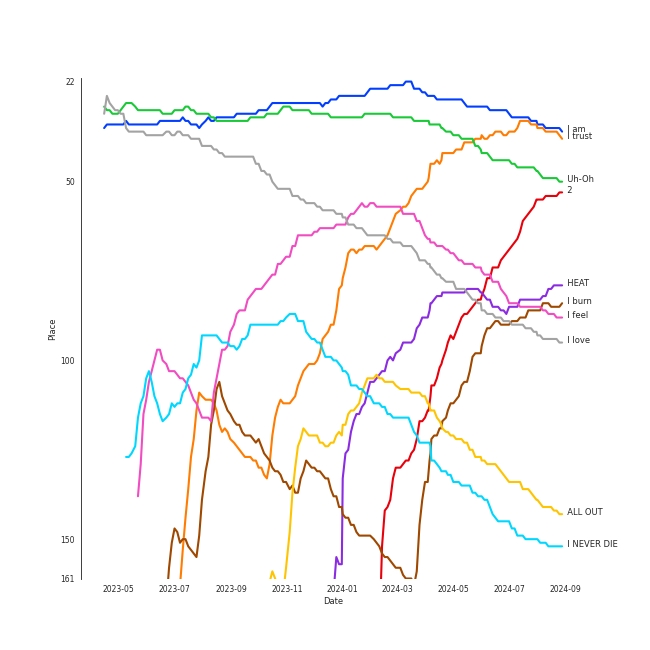 22
50
100
150
161
Place
2023-05
2023-07
2023-09
2023-11
2024-01
2024-03
2024-05
2024-07
2024-09
Date
I am
I trust
Uh-Oh
2
HEAT
I burn
I feel
I love
ALL OUT
I NEVER DIE